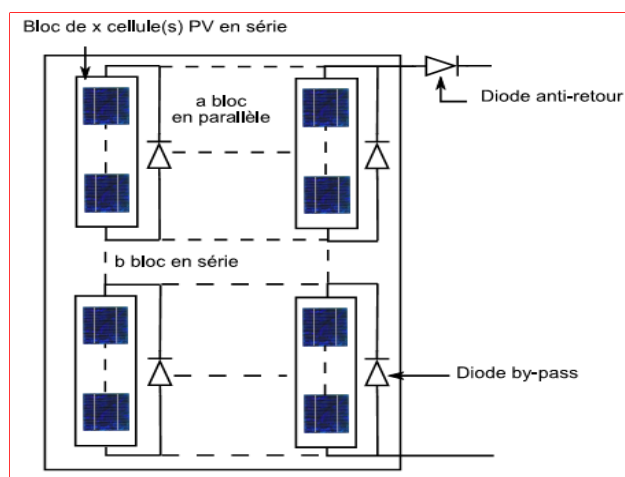 Bloc de x cellule(s) PV en série
a bloc
en parallèle
Diode anti-retour
b bloc en série
Diode by-pass